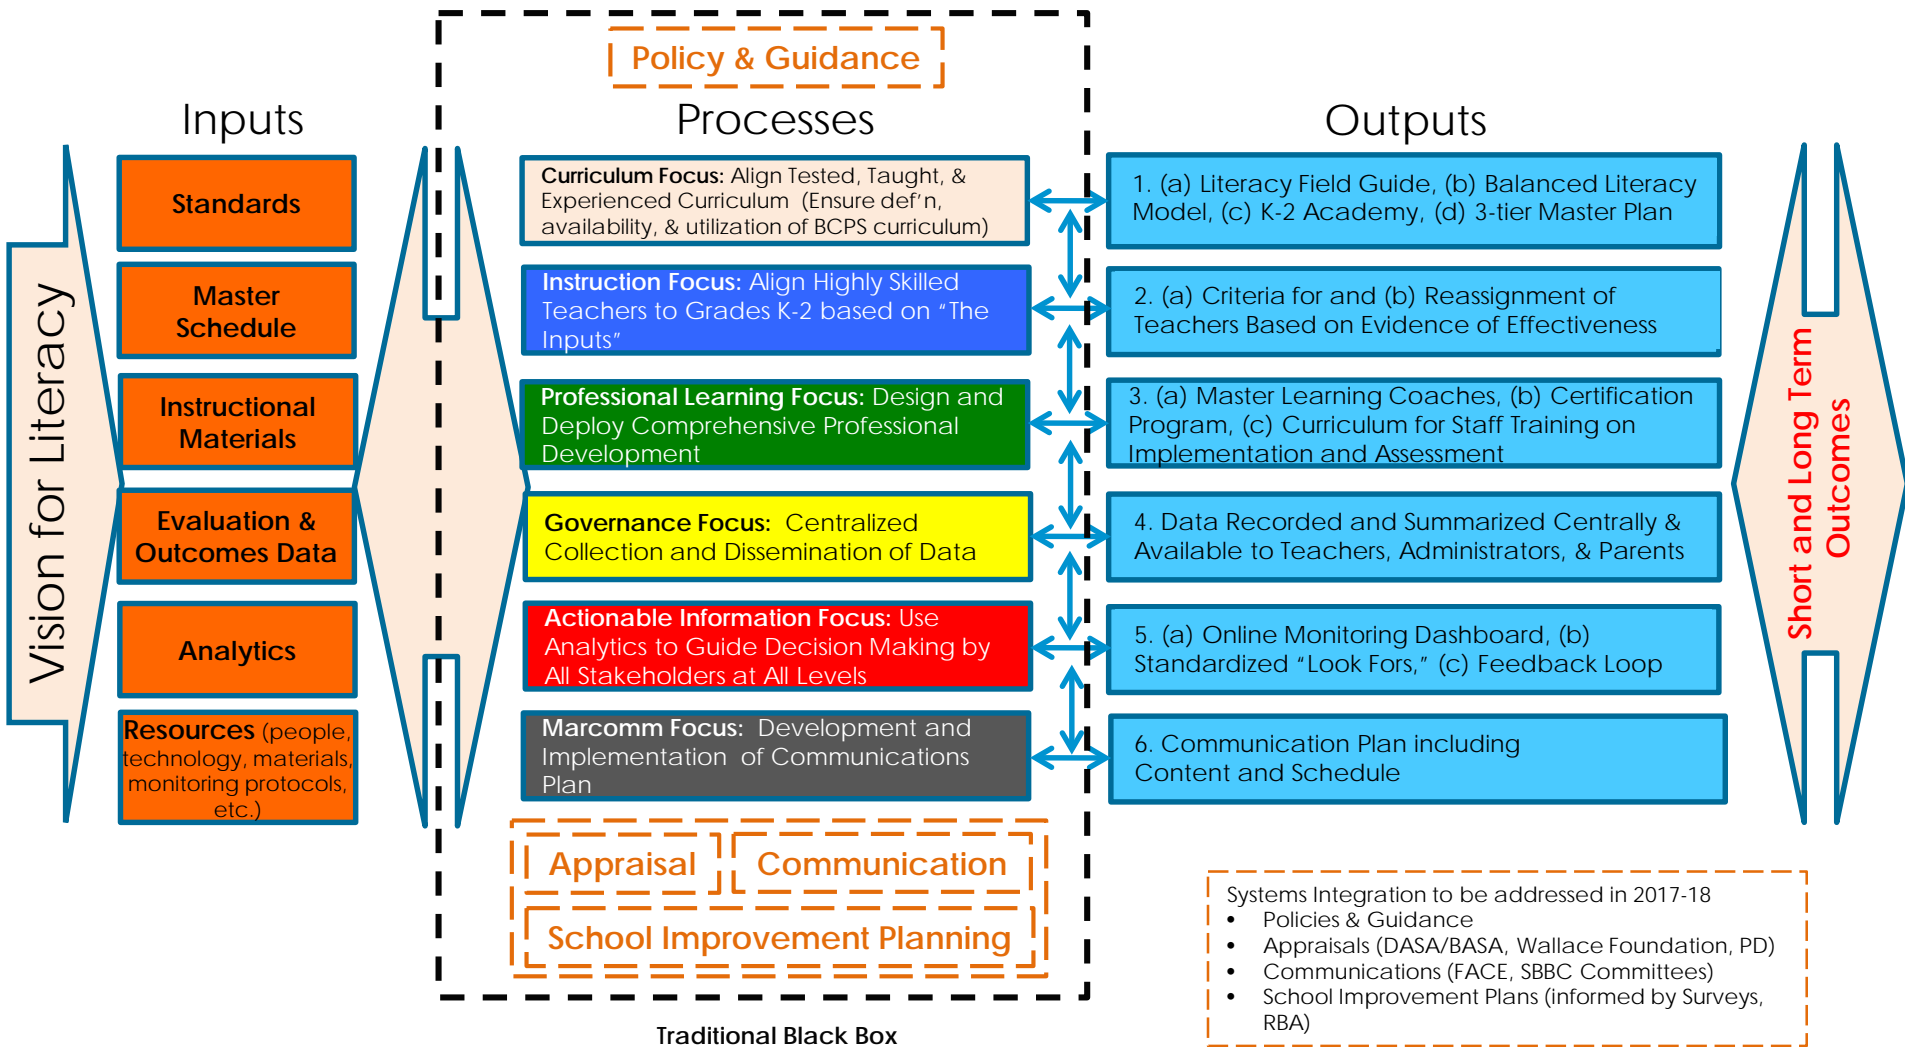 Policy & Guidance
Inputs
Processes
Outputs
Vision for Literacy
Standards
Master
Schedule
Instructional
Materials
Evaluation &
Outcomes Data
Analytics
Resources (people,
technology, materials,
monitoring protocols,
etc.)
Curriculum Focus: Align Tested, Taught, &
Experienced Curriculum (Ensure def'n,
availability, & utilization of BCPS curriculum)
Instruction Focus: Align Highly Skilled
Teachers to Grades K-2 based on "The
Inputs"
Professional Learning Focus: Design and
Deploy Comprehensive Professional
Development
Governance Focus: Centralized
Collection and Dissemination of Data
Actionable Information Focus: Use
Analytics to Guide Decision Making by
All Stakeholders at All Levels
Marcomm Focus: Development and
Implementation of Communications
Plan
1. (a) Literacy Field Guide, (b) Balanced Literacy
Model, (c) K-2 Academy, (d) 3-tier Master Plan
2. (a) Criteria for and (b) Reassignment of
Teachers Based on Evidence of Effectiveness
3. (a) Master Learning Coaches, (b) Certification
Program, (c) Curriculum for Staff Training on
Implementation and Assessment
4. Data Recorded and Summarized Centrally &
Available to Teachers, Administrators, & Parents
5. (a) Online Monitoring Dashboard, (b)
Standardized "Look Fors," (c) Feedback Loop
6. Communication Plan including
Content and Schedule
Short and Long Term
Outcomes
Appraisal
Communication
School Improvement Planning
Traditional Black Box
Systems Integration to be addressed in 2017-18
• Policies & Guidance
• Appraisals (DASA/BASA, Wallace Foundation, PD)
• Communications (FACE, SBBC Committees)
• School Improvement Plans (informed by Surveys,
RBA)